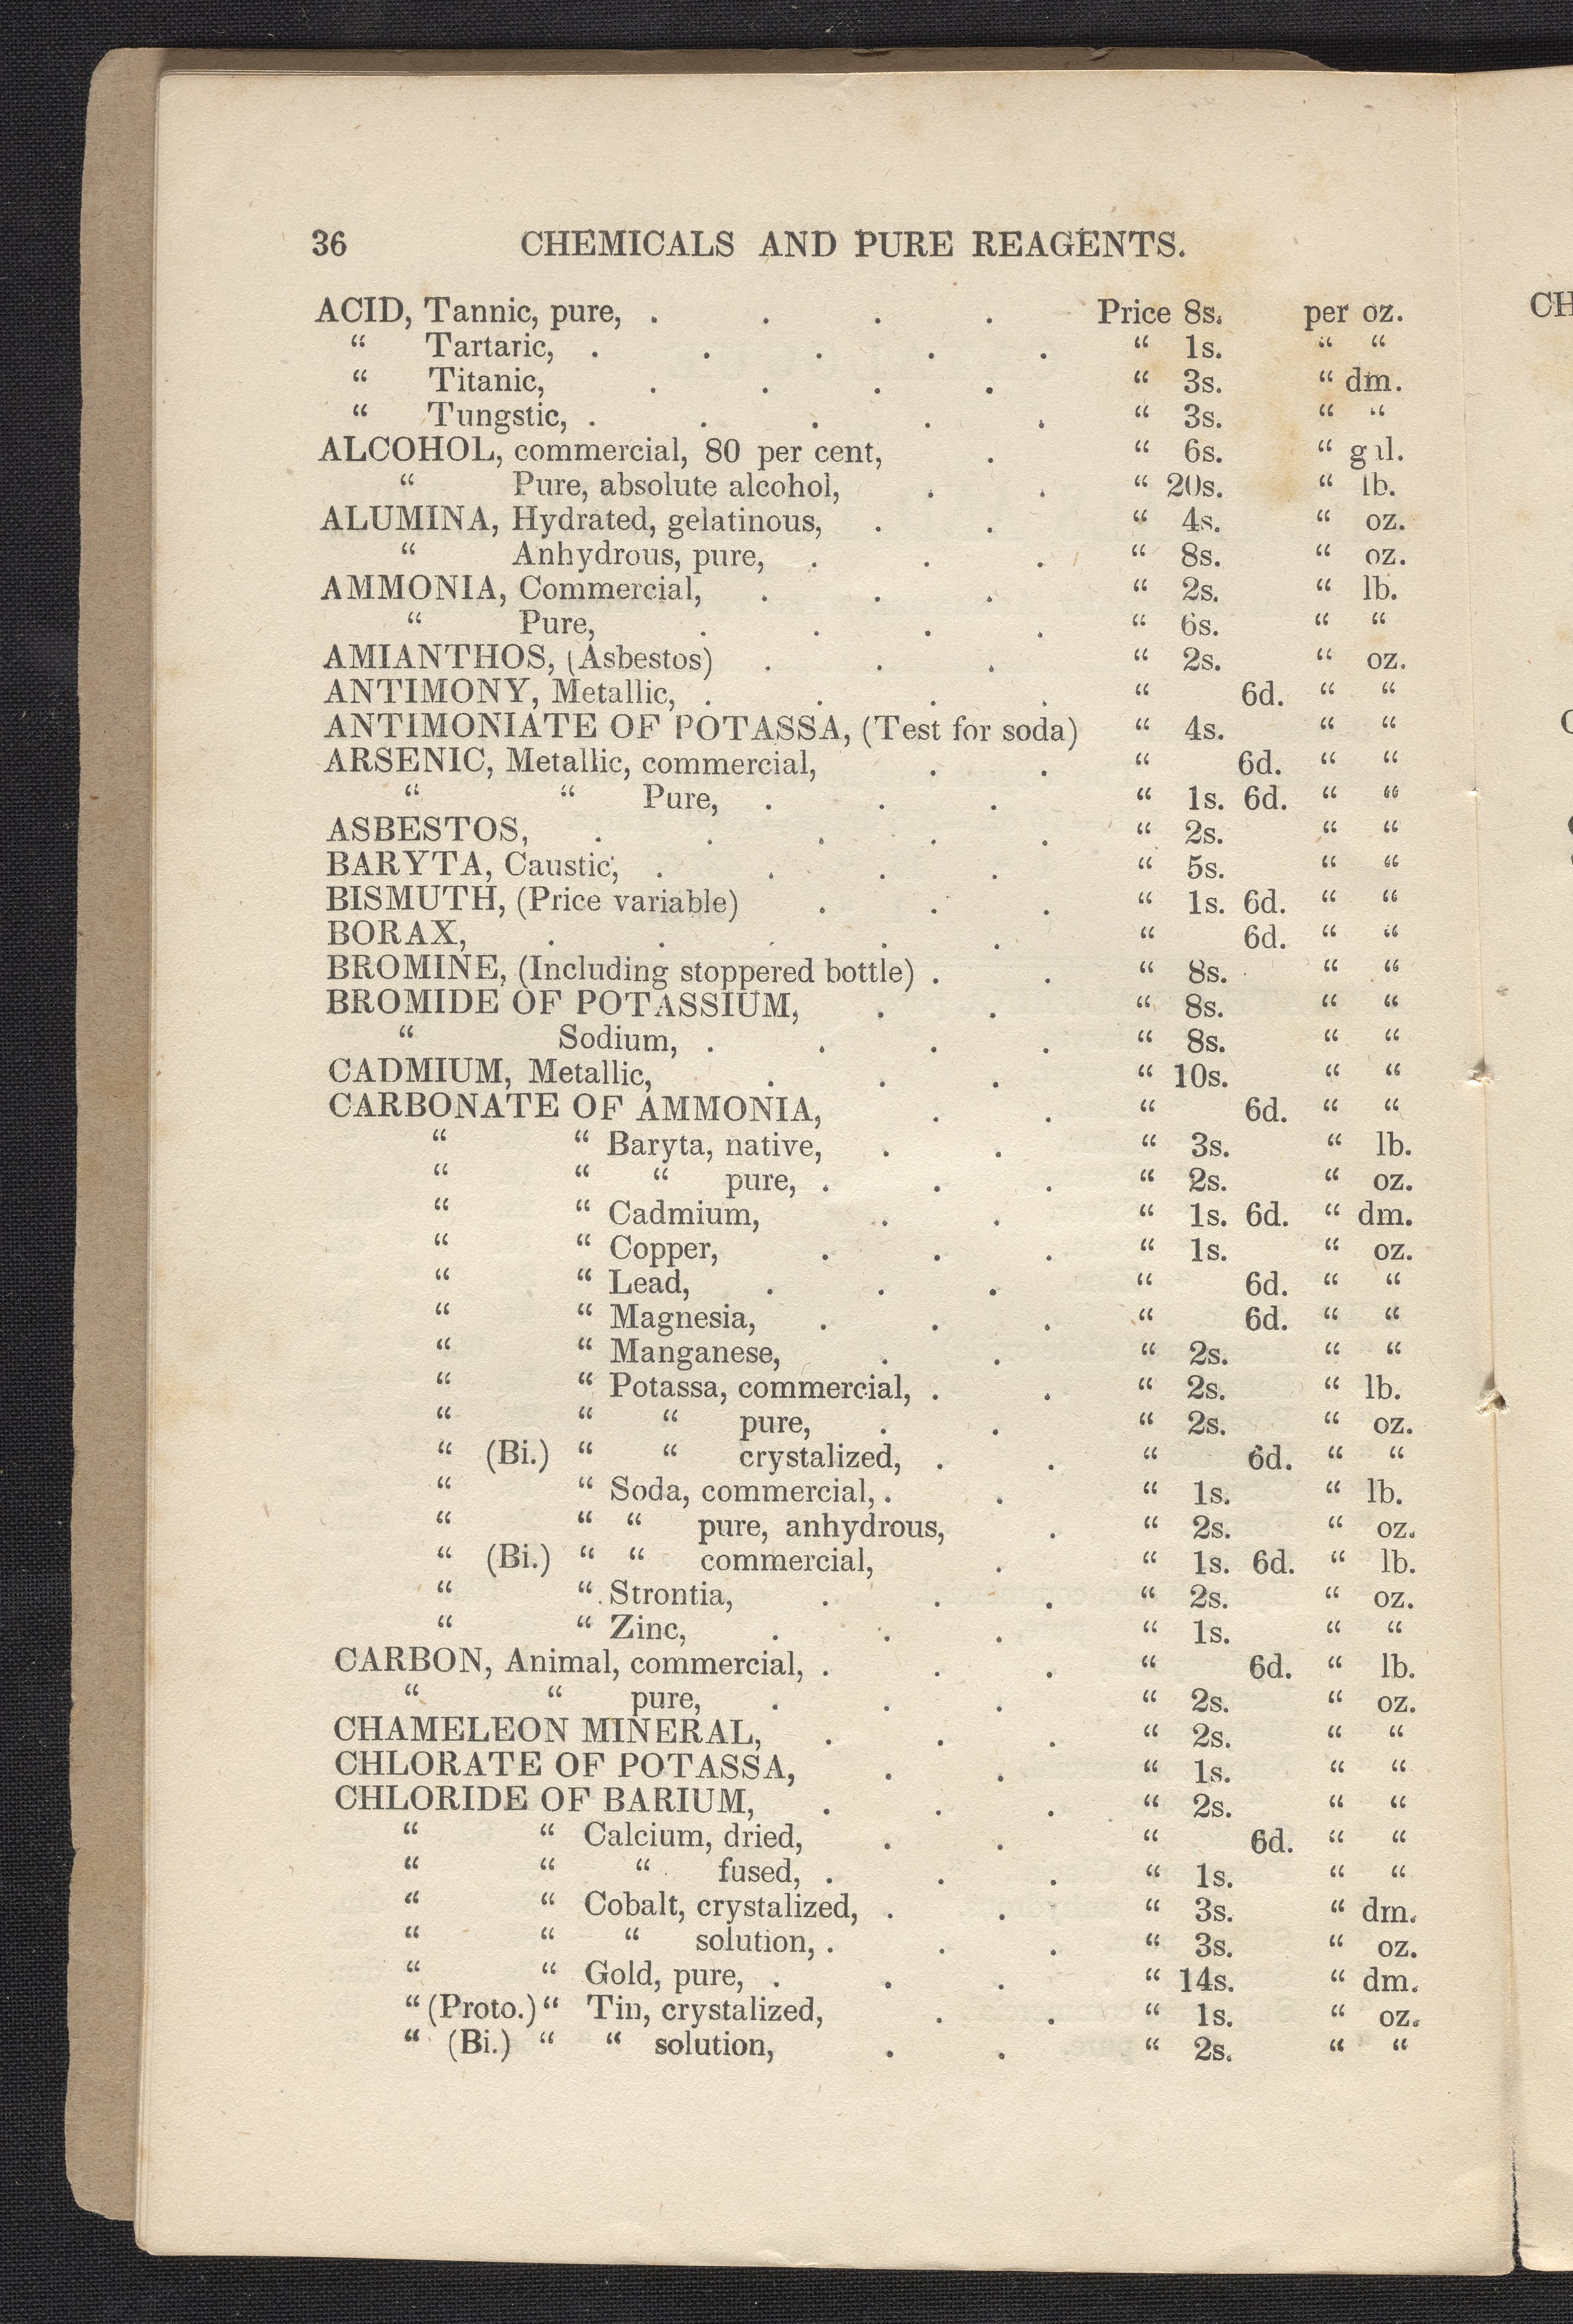 36 CHEMICALS AND PURE REAGENTS.
ACID, Tannic, pure, . . . . Price 8s. per oz.
“ Tartaric, . . . . . “ 1s. “ “
“ Titanic, . . . . “ 3s. “ dm.
“ Tungstic, . . . . . “ 3s. “ “
ALCOHOL, commercial, 80 per cent, . “ 6s. “ gal.
“ Pure, absolute alcohol, . . “ 20s. “ lb.
ALUMINA, Hydrated, gelatinous, . . “ 4s. “ oz.
“ Anhydrous, pure, . . . “ 8s. “ oz.
AMMONIA, Commercial, . . . “ 2s. “ lb.
“ Pure, . . . . “ 6s. “ “
AMIANTHOS, (Asbestos) . . . “ 2s. “ oz.
ANTIMONY, Metallic, . . . . “ 6d. “ “
ANTIMONIATE OF POTASSA, (Test for soda) “ 4s. “ “
ARSENIC, Metallic, commercial, . . “ 6d. “ “
“ “ Pure, . . . “ 1s. 6d. “ “
ASBESTOS, . . . . . “ 2s. “ “
BARYTA, Caustic, . . . . “ 5s. “ “
BISMUTH, (Price variable) . . . “ 1s. 6d. “ “
BORAX, . . . . . “ 6d. “ “
BROMINE, (Including stoppered bottle) . . “ 8s. “ “
BROMIDE OF POTASSIUM, . . “ 8s. “ “
“ Sodium, . . . . “ 8s. “ “
CADMIUM, Metallic, . . . “ 10s. “ “
CARBONATE OF AMMONIA, . . “ 6d. “ “
“ “ Baryta, native, . . “ 3s. “ lb.
“ “ “ pure, . . . “ 2s. “ oz.
“ “ Cadmium, . . “ 1s. 6d. “ dm.
“ “ Copper, . . . “ 1s. “ oz.
“ “ Lead, . . . “ 6d. “ “
“ “ Magnesia, . . . “ 6d. “ “
“ “ Manganese, . . “ 2s. “ “
“ “ Potassa, commercial, . . “ 2s. “ lb.
“ “ “ pure, . . “ 2s. “ oz.
“ (Bi.) “ “ crystalized, . . “ 6d. “ “
“ “ Soda, commercial, . . “ 1s. “ lb.
“ “ “ pure, anhydrous, . “ 2s. “ oz.
“ (Bi.) “ “ commercial, . “ 1s. 6d. “ lb.
“ “ Strontia, . . . “ 2s. “ oz.
“ “ Zinc, . . . “ 1s. “ “
CARBON, Animal, commercial, . . . “ 6d. “ lb.
“ “ pure, . . . “ 2s. “ oz.
CHAMELEON MINERAL, . . . “ 2s. “ “
CHLORATE OF POTASSA, . . “ 1s. “ “
CHLORIDE OF BARIUM, . . . “ 2s. “ “
“ “ Calcium, dried, . . “ 6d. “ “
“ “ “ fused, . . . “ 1s. “ “
“ “ Cobalt, crystalized, . . “ 3s. “ dm.
“ “ “ solution, . . . “ 3s. “ oz.
“ “ Gold, pure, . . . “ 14s. “ dm.
“ (Proto.) “ Tin, crystalized, . . “ 1s. “ oz.
“ (Bi.) “ “ solution, . . “ 2s. “ “
CH